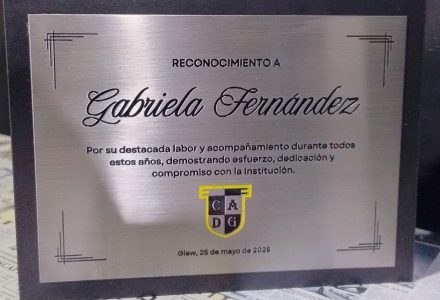 RECONOCIMIENTO A
Gabriela Fernández
Por su destacada labor y acompañamiento durante todos
estos años, demostrando esfuerzo, dedicación y
compromiso con la Institución.
C A
D G
Glew, 25 de mayo de 2025